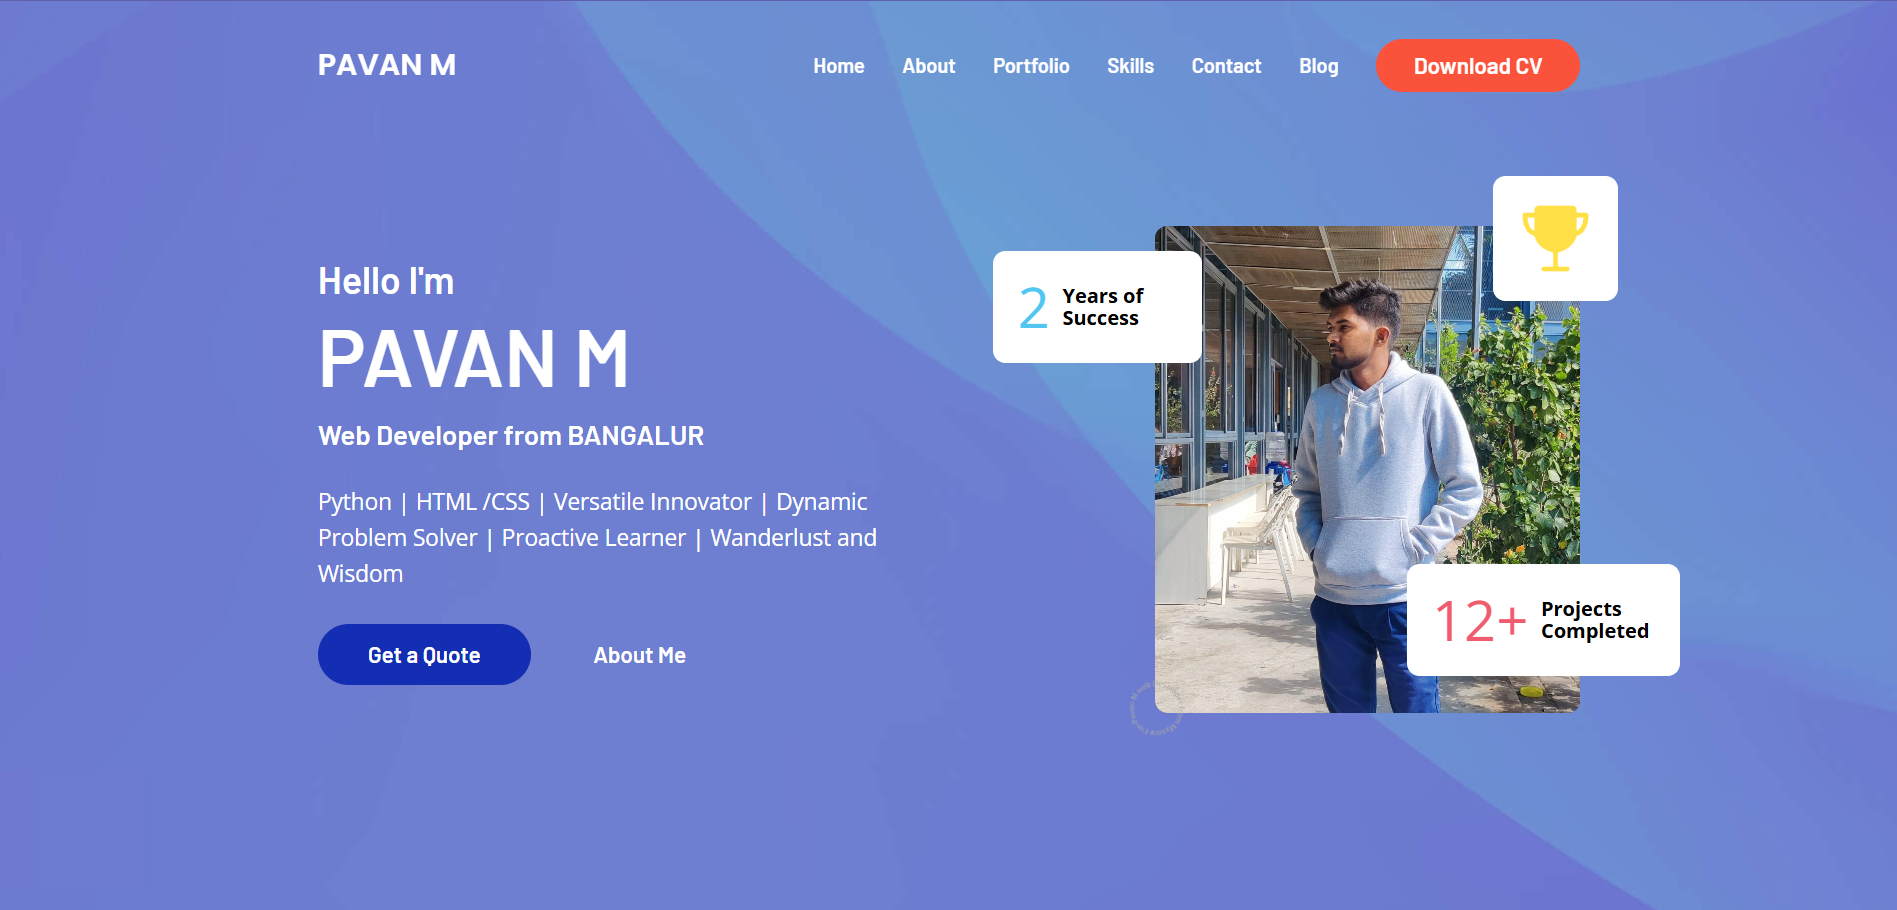 PAVAN M
Home About Portfolio Skills Contact Blog Download CV
Hello I'm
PAVAN M
Web Developer from BANGALUR
Python | HTML /CSS | Versatile Innovator | Dynamic
Problem Solver | Proactive Learner | Wanderlust and
Wisdom
Get a Quote About Me
2 Years of
Success
12+ Projects
Completed